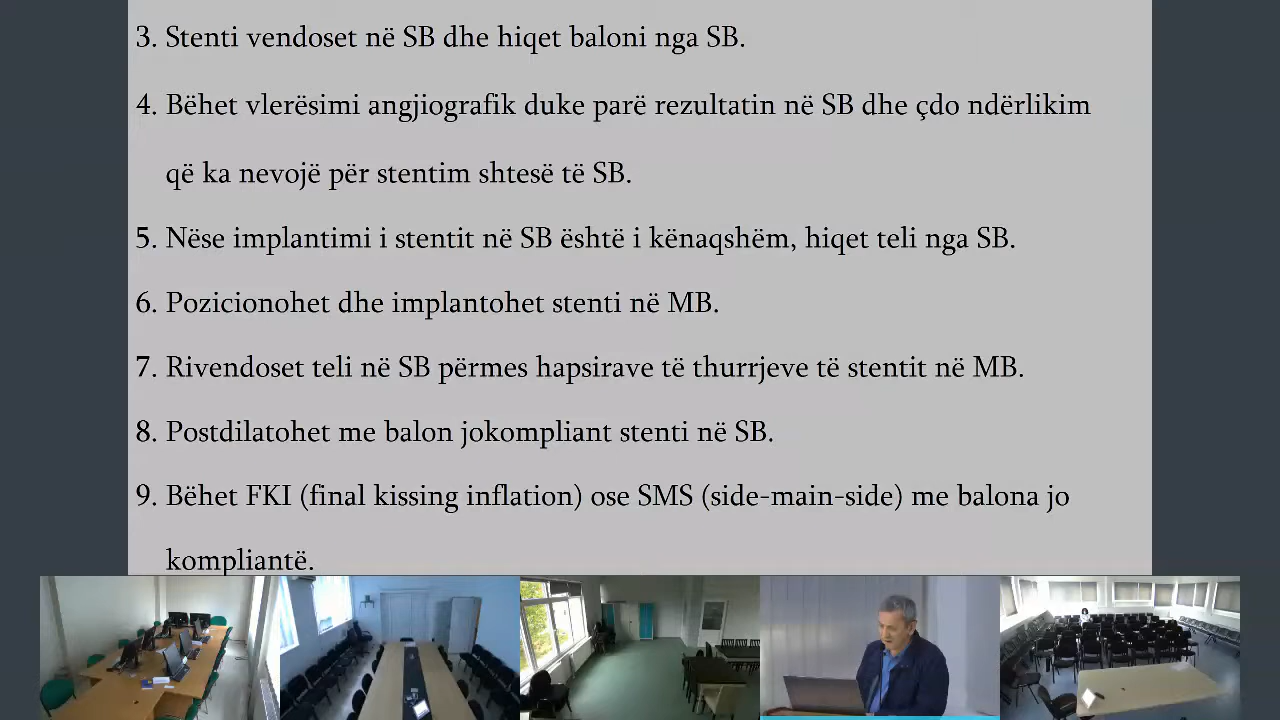 3. Stenti vendoset në SB dhe hiqet baloni nga SB.
4. Bëhet vlerësimi angjiografik duke parë rezultatin në SB dhe çdo ndërlikim
që ka nevojë për stentim shtesë të SB.
5. Nëse implantimi i stentit në SB është i kënaqshëm, hiqet teli nga SB.
6. Pozicionohet dhe implantohet stenti në MB.
7. Rivendoset teli në SB përmes hapsirave të thurrjeve të stentit në MB.
8. Postdilatohet me balon jokompliant stenti në SB.
9. Bëhet FKI (final kissing inflation) ose SMS (side-main-side) me balona jo
kompliantë.